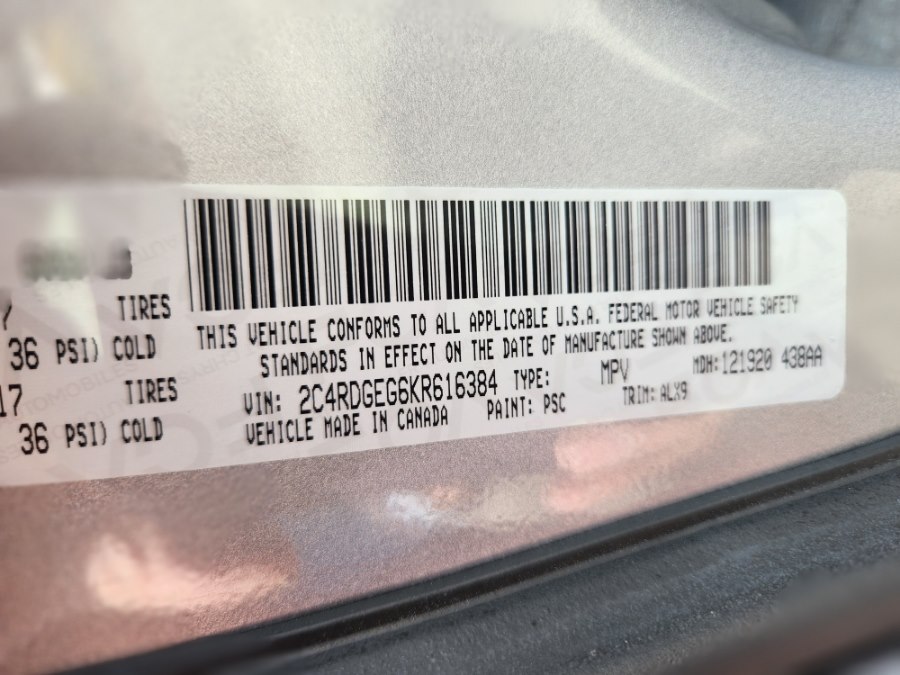 TIRES
36 PSI) COLD
17 TIRES
36 PSI) COLD
THIS VEHICLE CONFORMS TO ALL APPLICABLE U.S.A. FEDERAL MOTOR VEHICLE SAFETY
STANDARDS IN EFFECT ON THE DATE OF MANUFACTURE SHOWN ABOVE.
VIN: 2C4RDGEG6KR616384 TYPE: MPV MDH:121920 438AA
VEHICLE MADE IN CANADA PAINT: PSC TRIM: ALX9